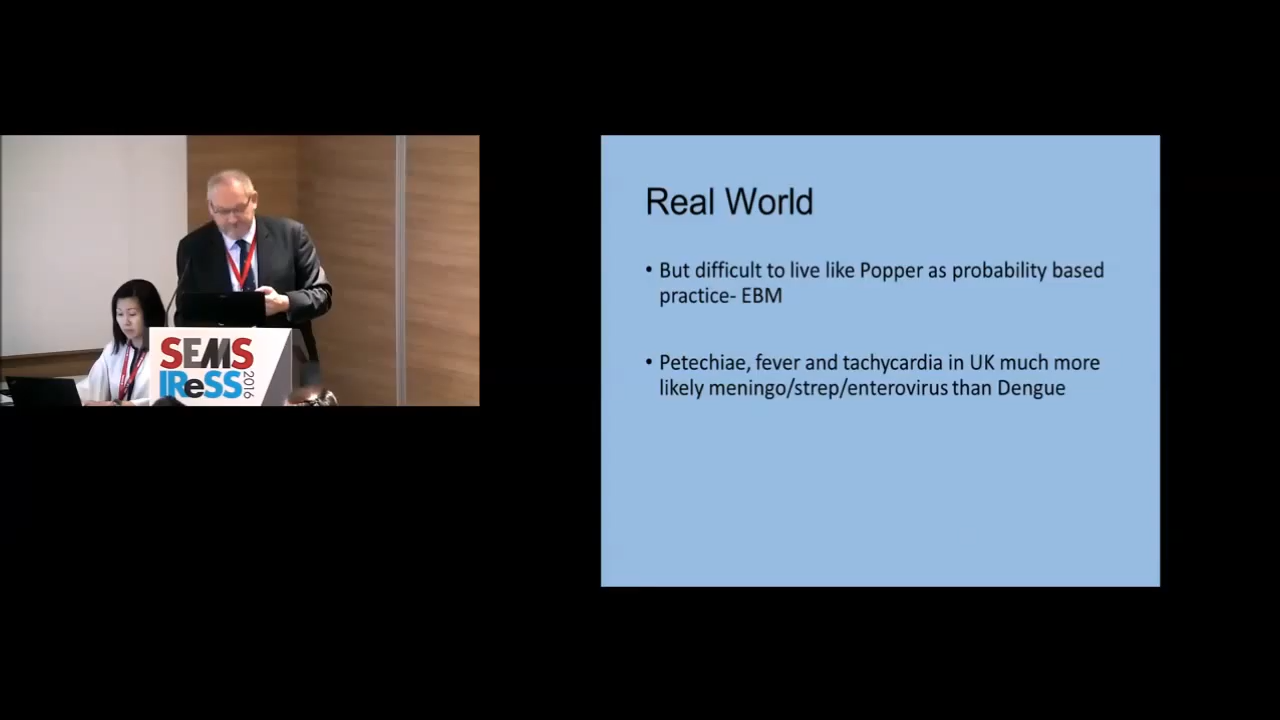 SEMS
IReSS
2016
Real World
• But difficult to live like Popper as probability based
practice- EBM
• Petechiae, fever and tachycardia in UK much more
likely meningo/strep/enterovirus than Dengue